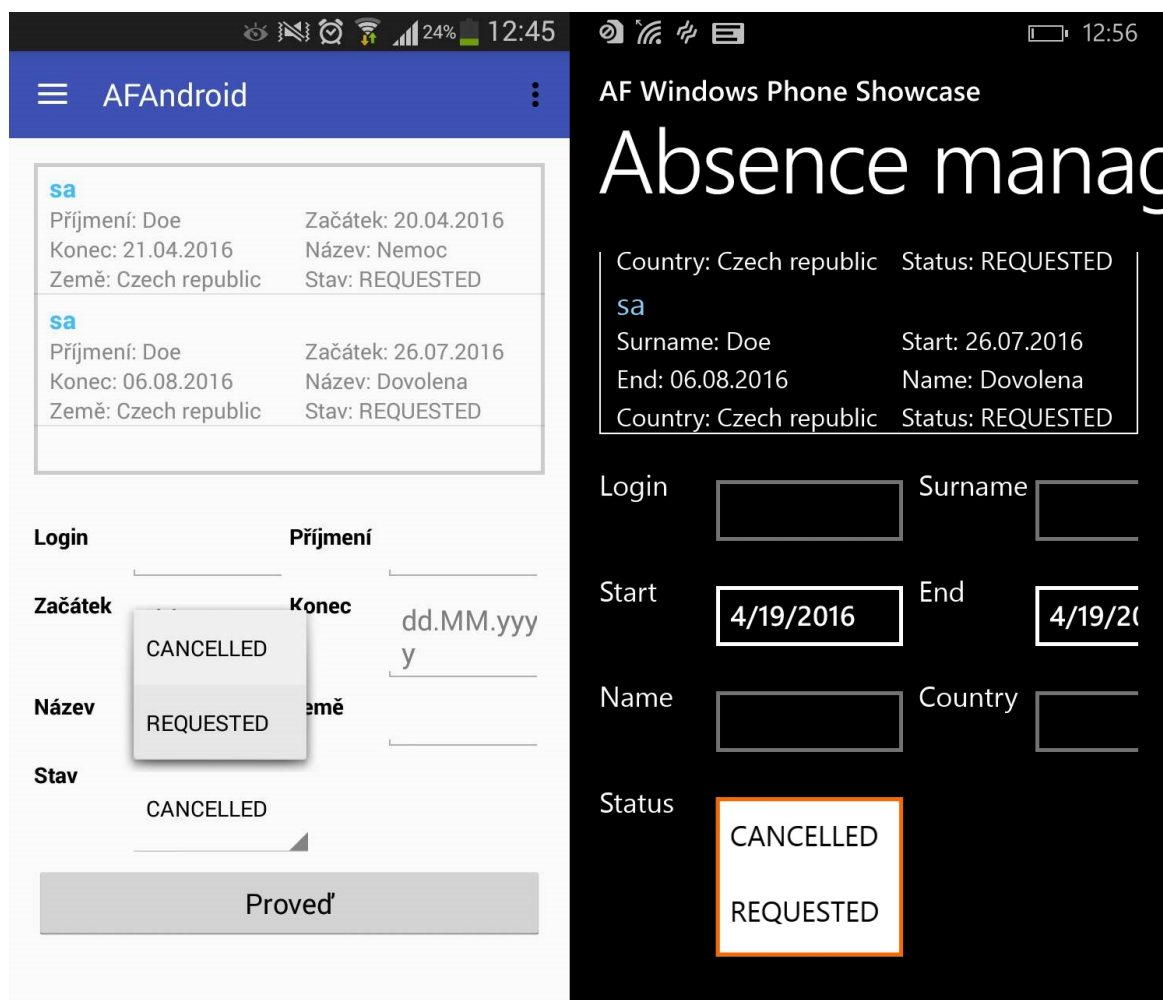 24% 12:45
AFAndroid
sa
Příjmení: Doe Začátek: 20.04.2016
Konec: 21.04.2016 Název: Nemoc
Země: Czech republic Stav: REQUESTED
sa
Příjmení: Doe Začátek: 26.07.2016
Konec: 06.08.2016 Název: Dovolena
Země: Czech republic Stav: REQUESTED
Login Příjmení
Začátek Konec dd.MM.yyy
y
CANCELLED
REQUESTED
Název emě
Stav
CANCELLED
Proveď
12:56
AF Windows Phone Showcase
Absence manag
Country: Czech republic Status: REQUESTED
sa
Surname: Doe Start: 26.07.2016
End: 06.08.2016 Name: Dovolena
Country: Czech republic Status: REQUESTED
Login Surname
Start 4/19/2016 End 4/19/20
Name Country
Status
CANCELLED
REQUESTED